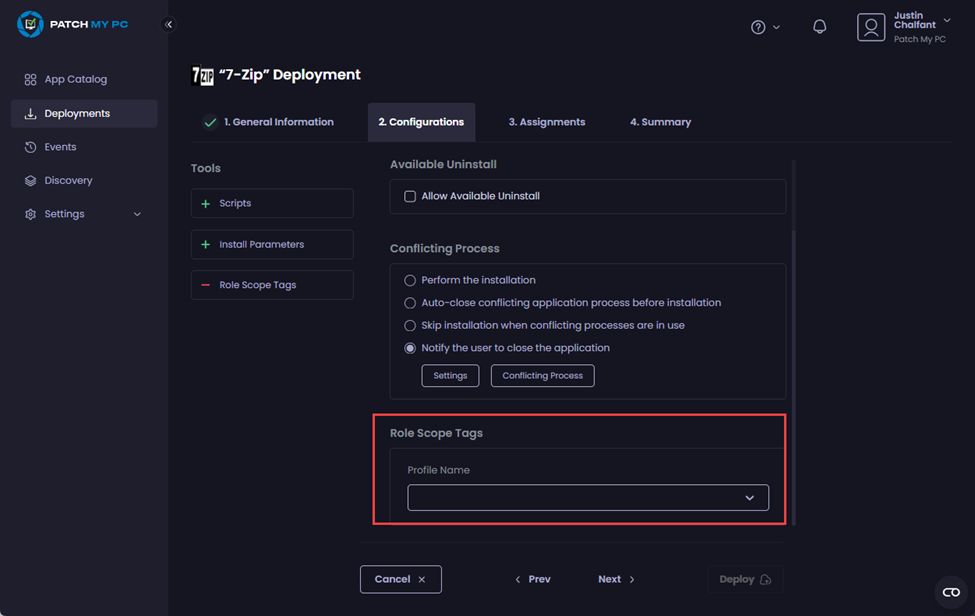 PATCH MY PC
App Catalog
Deployments
Events
Discovery
Settings
Justin
Chalfant
Patch My PC
7ZIP "7-Zip" Deployment
1. General Information
2. Configurations
3. Assignments
4. Summary
Tools
Scripts
Install Parameters
Role Scope Tags
Available Uninstall
Allow Available Uninstall
Conflicting Process
Perform the installation
Auto-close conflicting application process before installation
Skip installation when conflicting processes are in use
Notify the user to close the application
Settings
Conflicting Process
Role Scope Tags
Profile Name
Cancel
Prev
Next
Deploy